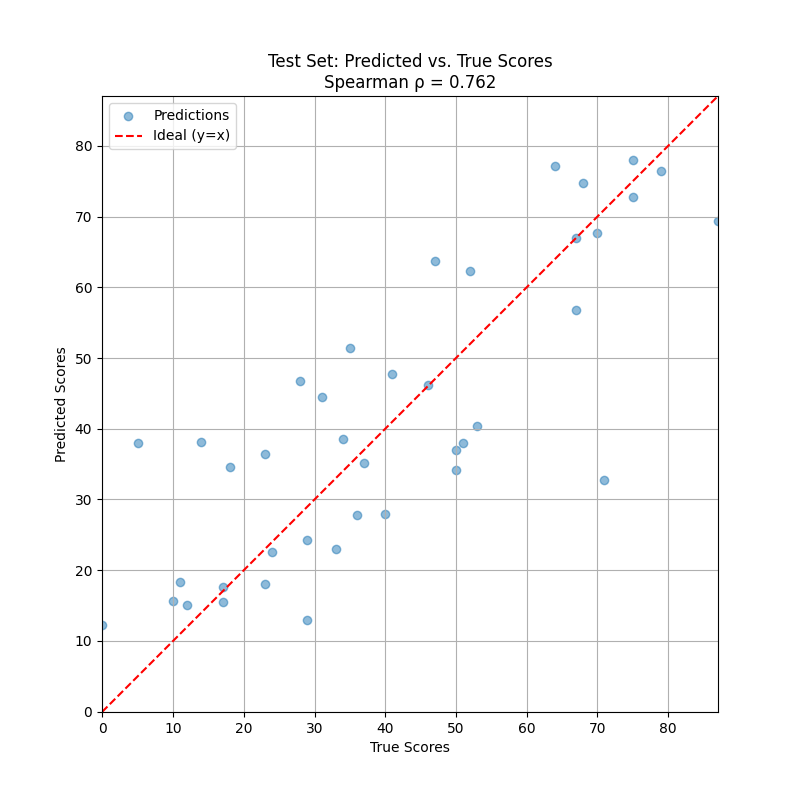 Test Set: Predicted vs. True Scores
Spearman ρ = 0.762
Predictions
Ideal (y=x)
80
70
60
50
40
30
20
10
0
Predicted Scores
0 10 20 30 40 50 60 70 80
True Scores